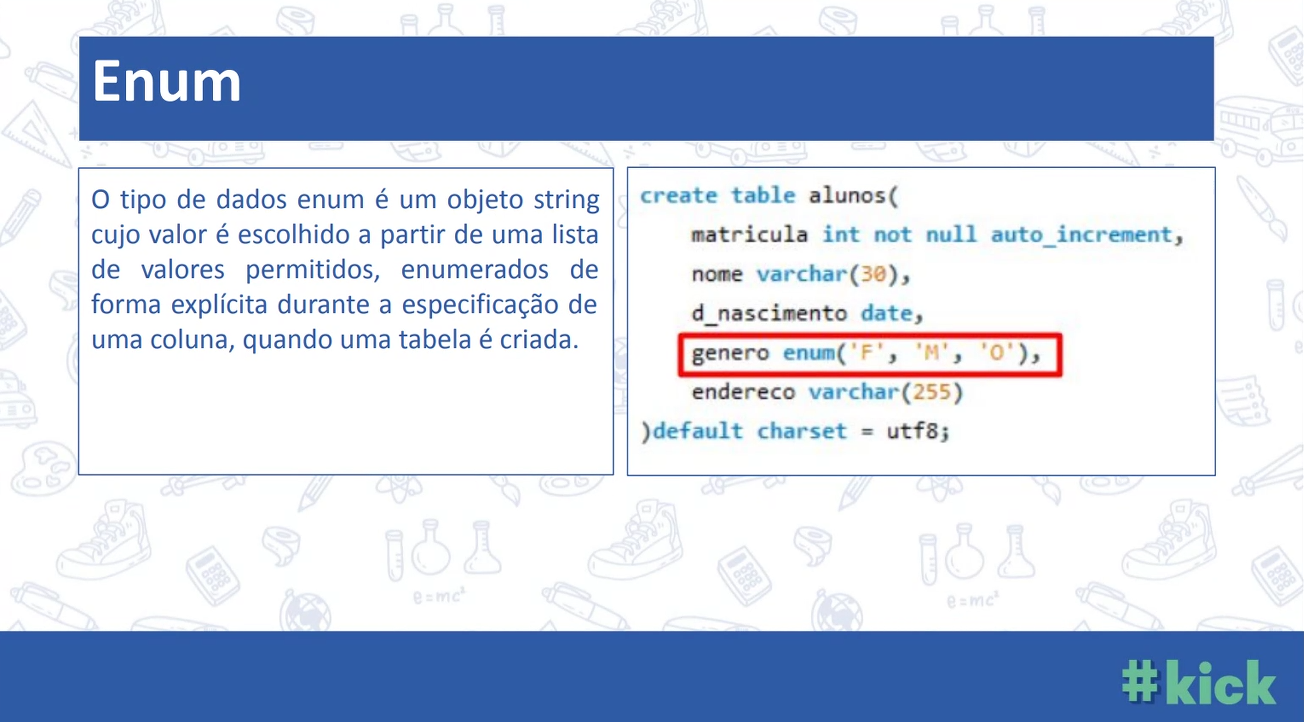 Enum
O tipo de dados enum é um objeto string
cujo valor é escolhido a partir de uma lista
de valores permitidos, enumerados de
forma explícita durante a especificação de
uma coluna, quando uma tabela é criada.
create table alunos(
matricula int not null auto_increment,
nome varchar(30),
d_nascimento date,
genero enum('F', 'M', 'O'),
endereco varchar(255)
)default charset = utf8;
e=mc²
e=mc²
#kick